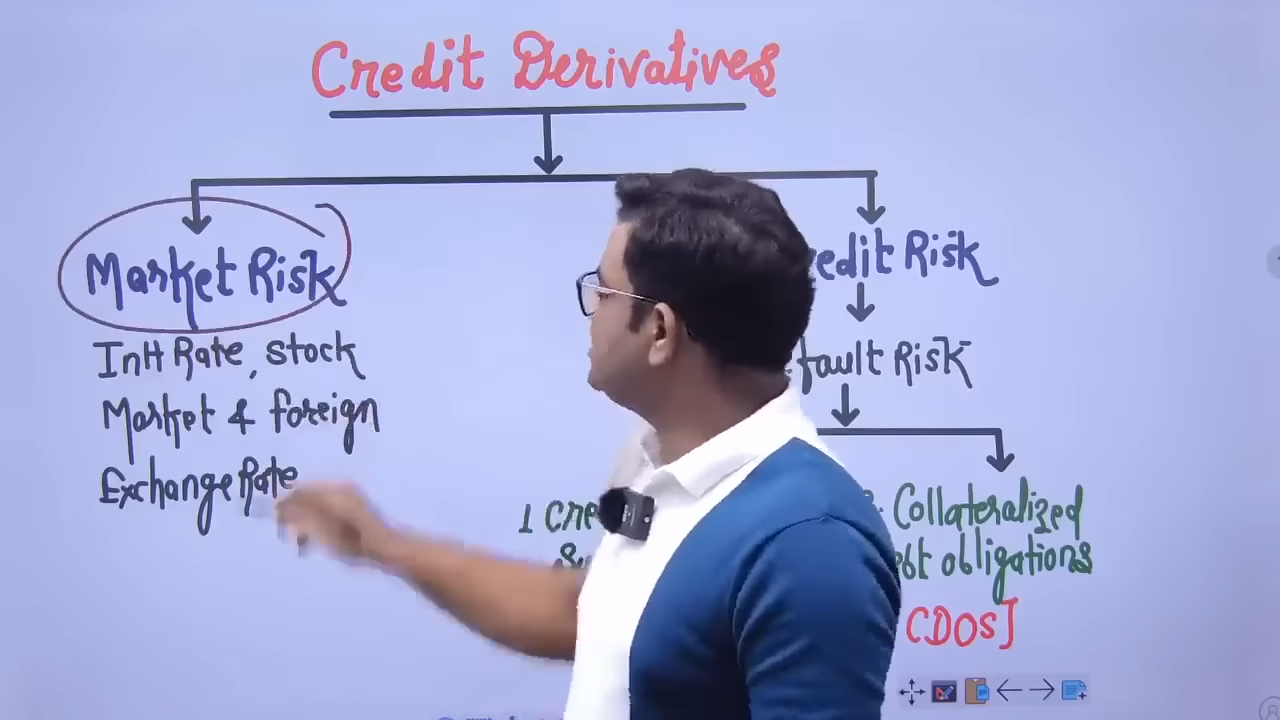 Credit Derivatives
Market Risk
edit Risk
Int Rate, Stock
Market & foreign
Exchange Rate
fault Risk
1 Cre
2. Collateralized
ebt obligations
CDOS]